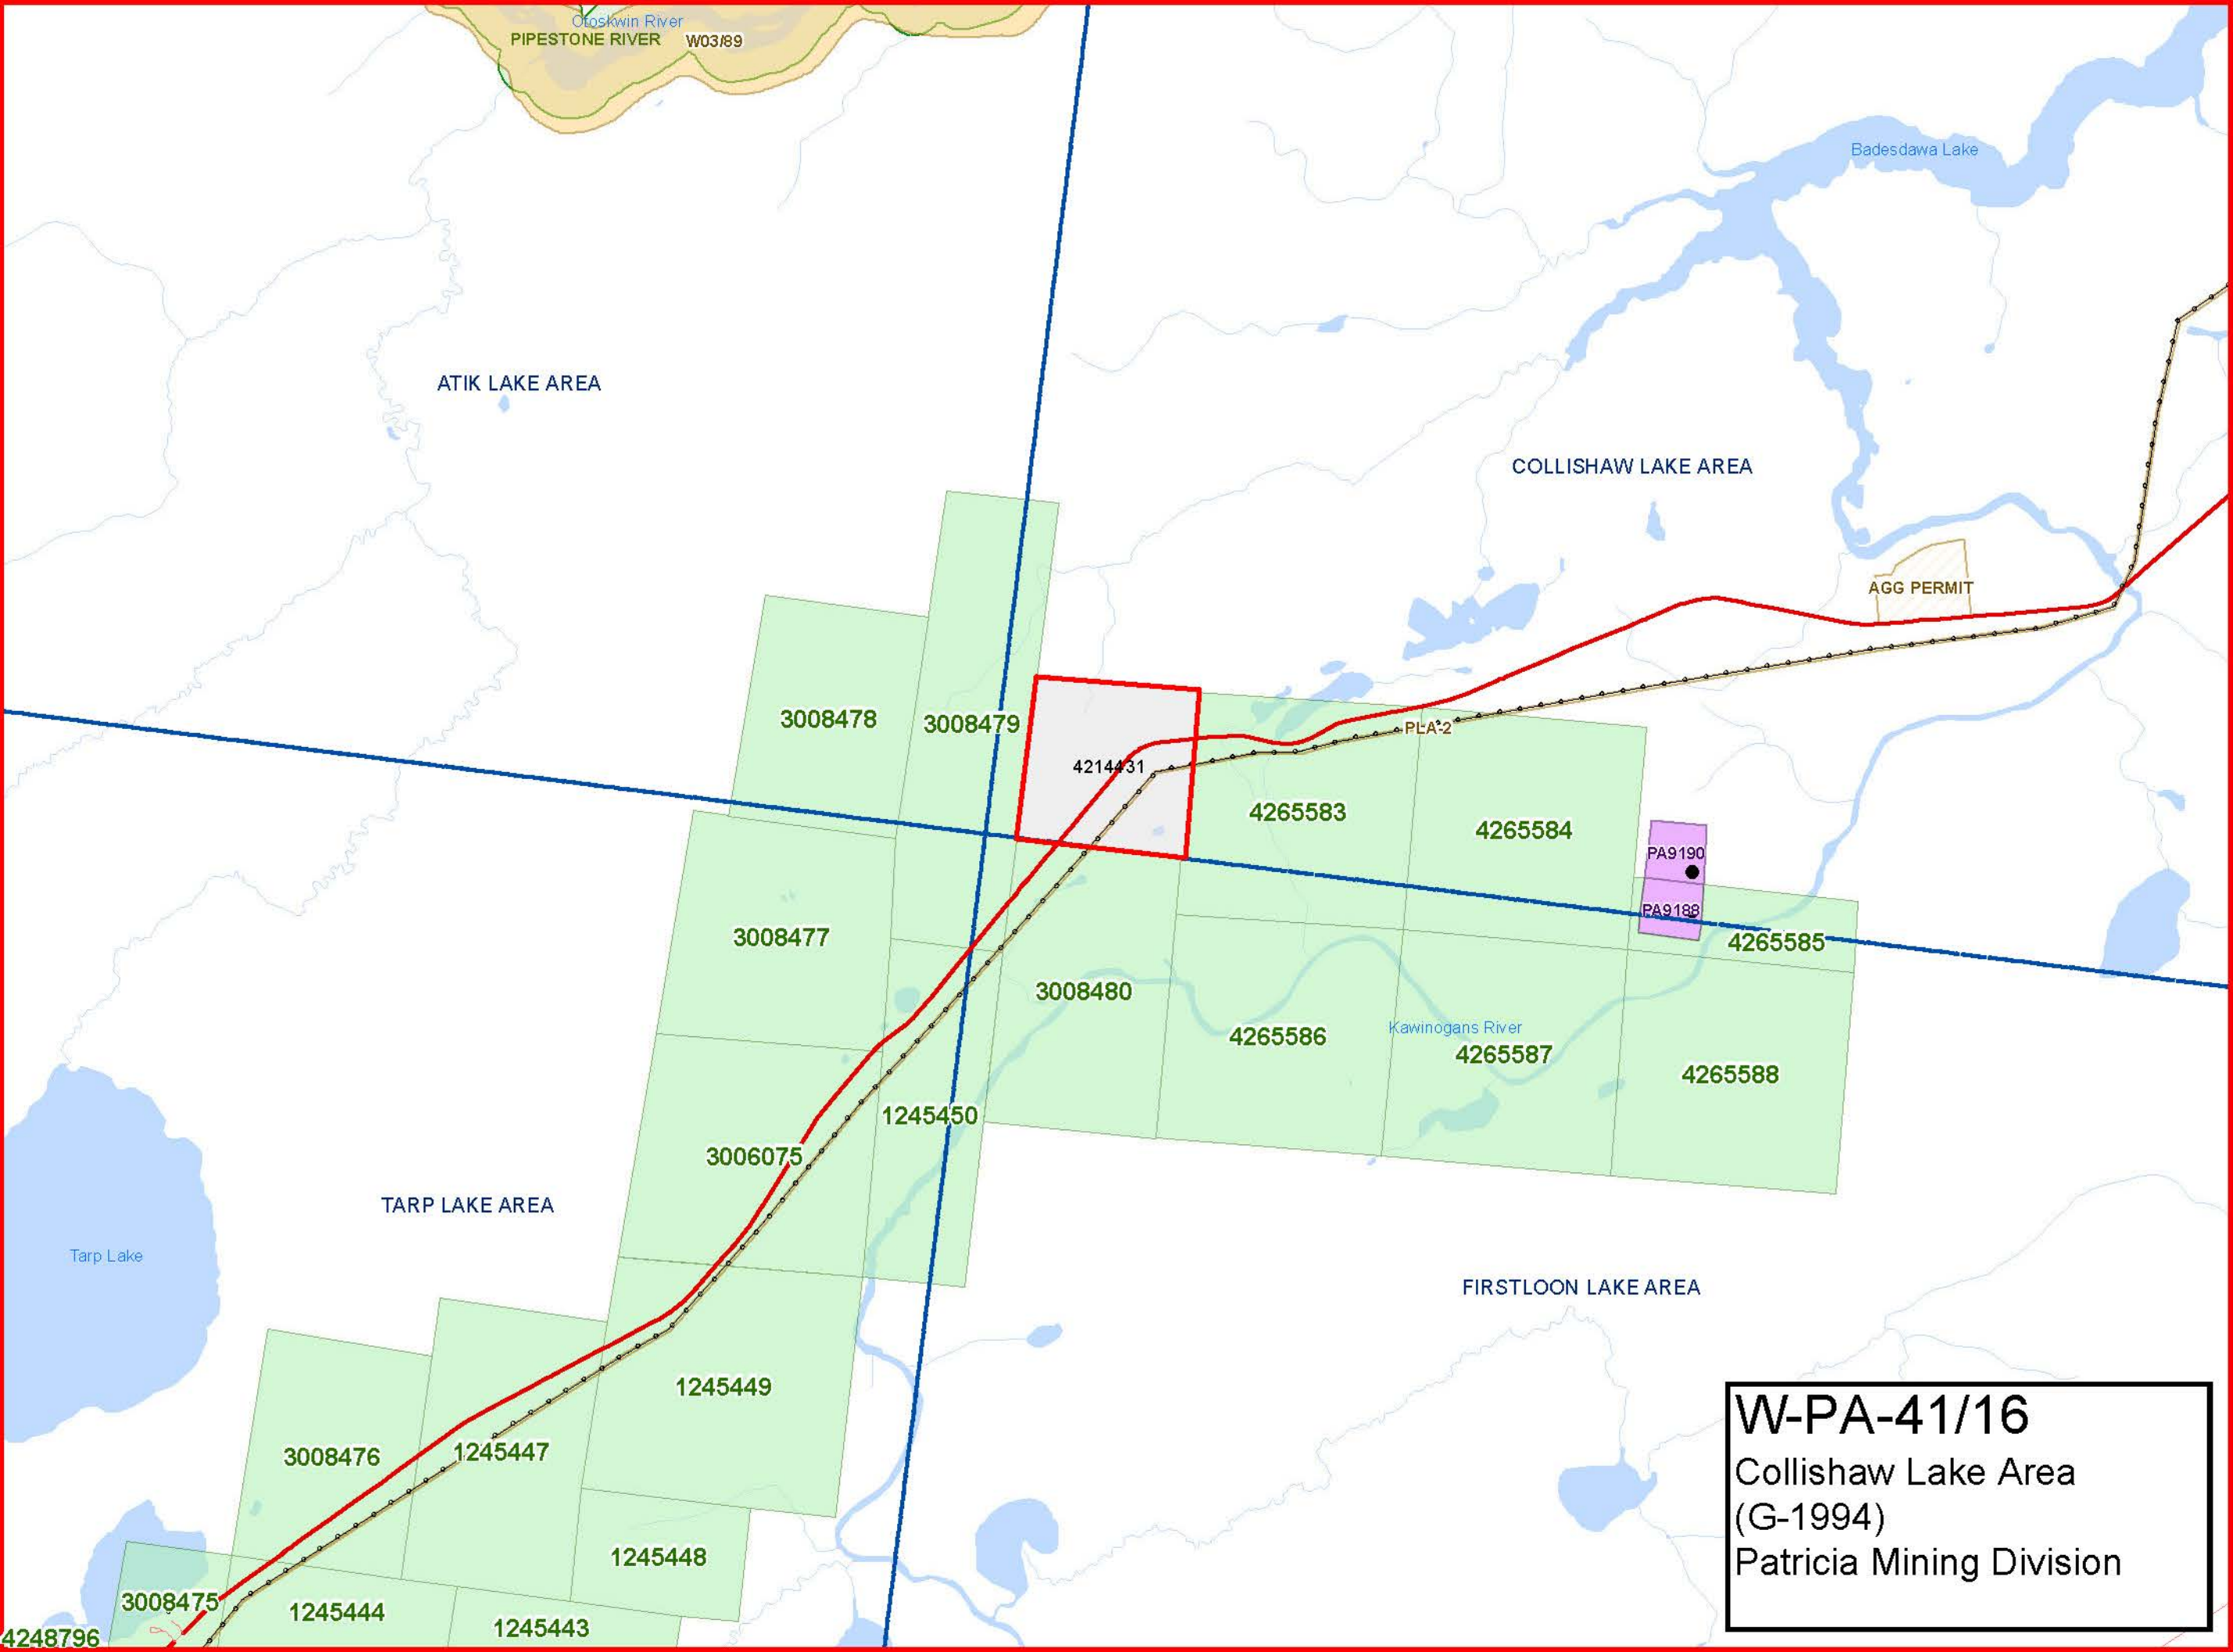 Otoskwin River
PIPESTONE RIVER
W03/89
Badesdawa Lake
ATIK LAKE AREA
COLLISHAW LAKE AREA
AGG PERMIT
3008478
3008479
PLA-2
4214431
4265583
4265584
PA9190
PA9188
3008477
4265585
3008480
Kawinogans River
4265586
4265587
4265588
1245450
3006075
TARP LAKE AREA
Tarp Lake
FIRSTLOON LAKE AREA
1245449
3008476
1245447
1245448
3008475
1245444
1245443
4248796
W-PA-41/16
Collishaw Lake Area
(G-1994)
Patricia Mining Division